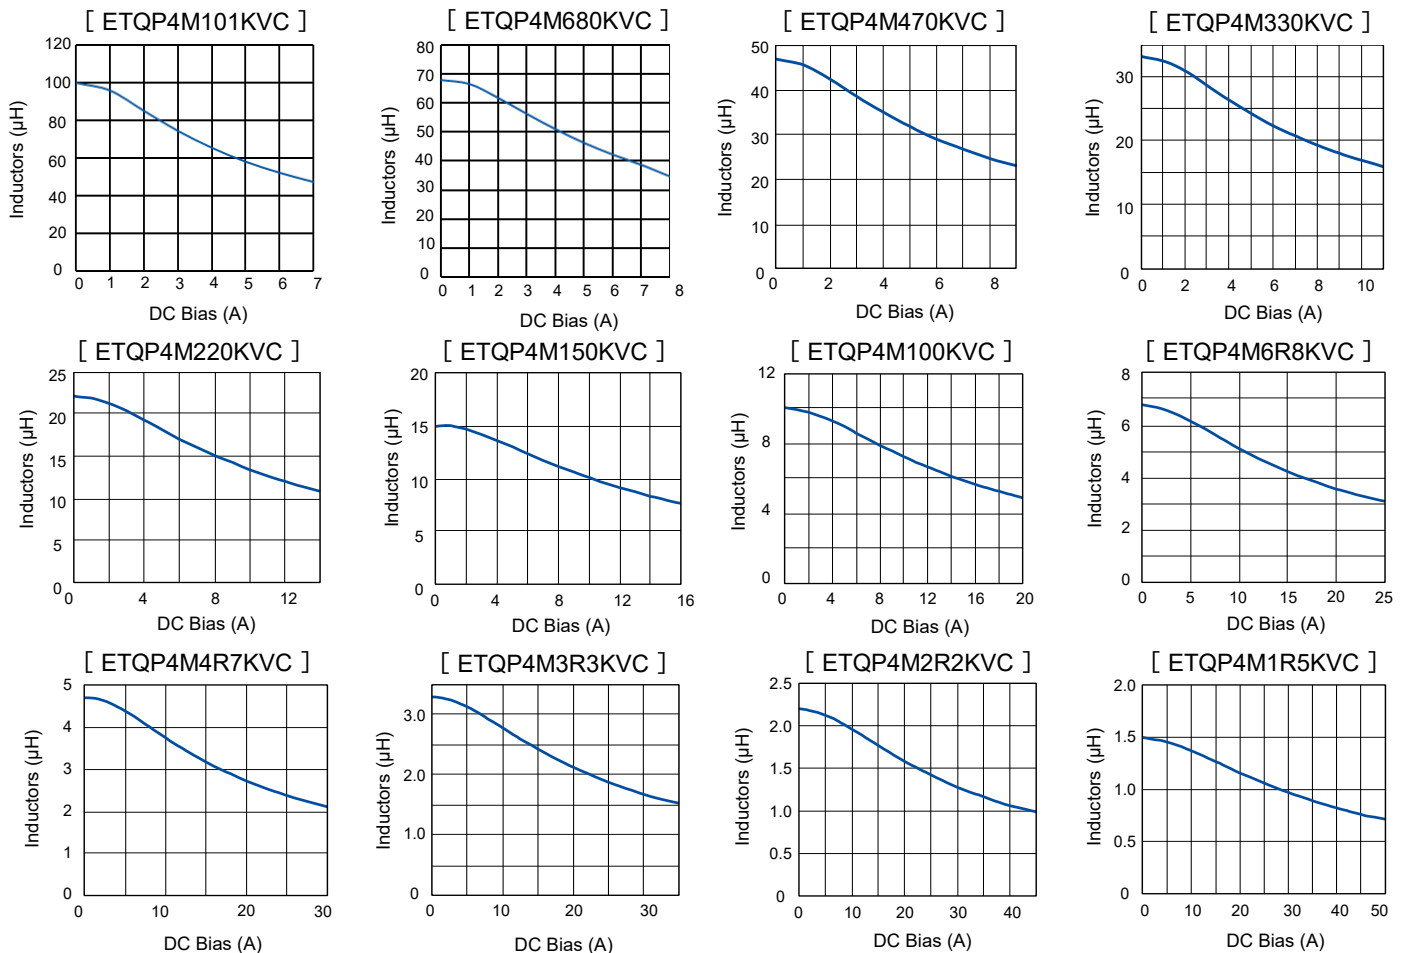 [ ETQP4M101KVC ]
120
100
80
60
40
20
0
0 1 2 3 4 5 6 7
Inductors (μH)
DC Bias (A)
[ ETQP4M680KVC ]
80
70
60
50
40
30
20
10
0
0 1 2 3 4 5 6 7 8
Inductors (μH)
DC Bias (A)
[ ETQP4M470KVC ]
50
40
30
20
10
0
0 2 4 6 8
Inductors (μH)
DC Bias (A)
[ ETQP4M330KVC ]
30
20
10
0
0 2 4 6 8 10
Inductors (μH)
DC Bias (A)
[ ETQP4M220KVC ]
25
20
15
10
5
0
0 4 8 12
Inductors (μH)
DC Bias (A)
[ ETQP4M150KVC ]
20
15
10
5
0
0 4 8 12 16
Inductors (μH)
DC Bias (A)
[ ETQP4M100KVC ]
12
8
4
0
0 4 8 12 16 20
Inductors (μH)
DC Bias (A)
[ ETQP4M6R8KVC ]
8
6
4
2
0
0 5 10 15 20 25
Inductors (μH)
DC Bias (A)
[ ETQP4M4R7KVC ]
5
4
3
2
1
0
0 10 20 30
Inductors (μH)
DC Bias (A)
[ ETQP4M3R3KVC ]
3.0
2.0
1.0
0
0 10 20 30
Inductors (μH)
DC Bias (A)
[ ETQP4M2R2KVC ]
2.5
2.0
1.5
1.0
0.5
0
0 10 20 30 40
Inductors (μH)
DC Bias (A)
[ ETQP4M1R5KVC ]
2.0
1.5
1.0
0.5
0
0 10 20 30 40 50
Inductors (μH)
DC Bias (A)